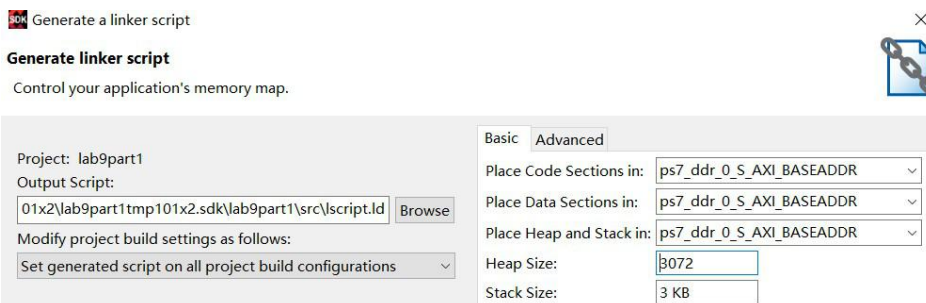 SDK Generate a linker script
Generate linker script
Control your application's memory map.
Project: lab9part1
Output Script:
01x2\lab9part1tmp101x2.sdk\lab9part1\src\lscript.ld Browse
Modify project build settings as follows:
Set generated script on all project build configurations
Basic Advanced
Place Code Sections in: ps7_ddr_0_S_AXI_BASEADDR
Place Data Sections in: ps7_ddr_0_S_AXI_BASEADDR
Place Heap and Stack in: ps7_ddr_0_S_AXI_BASEADDR
Heap Size: 3072
Stack Size: 3 KB